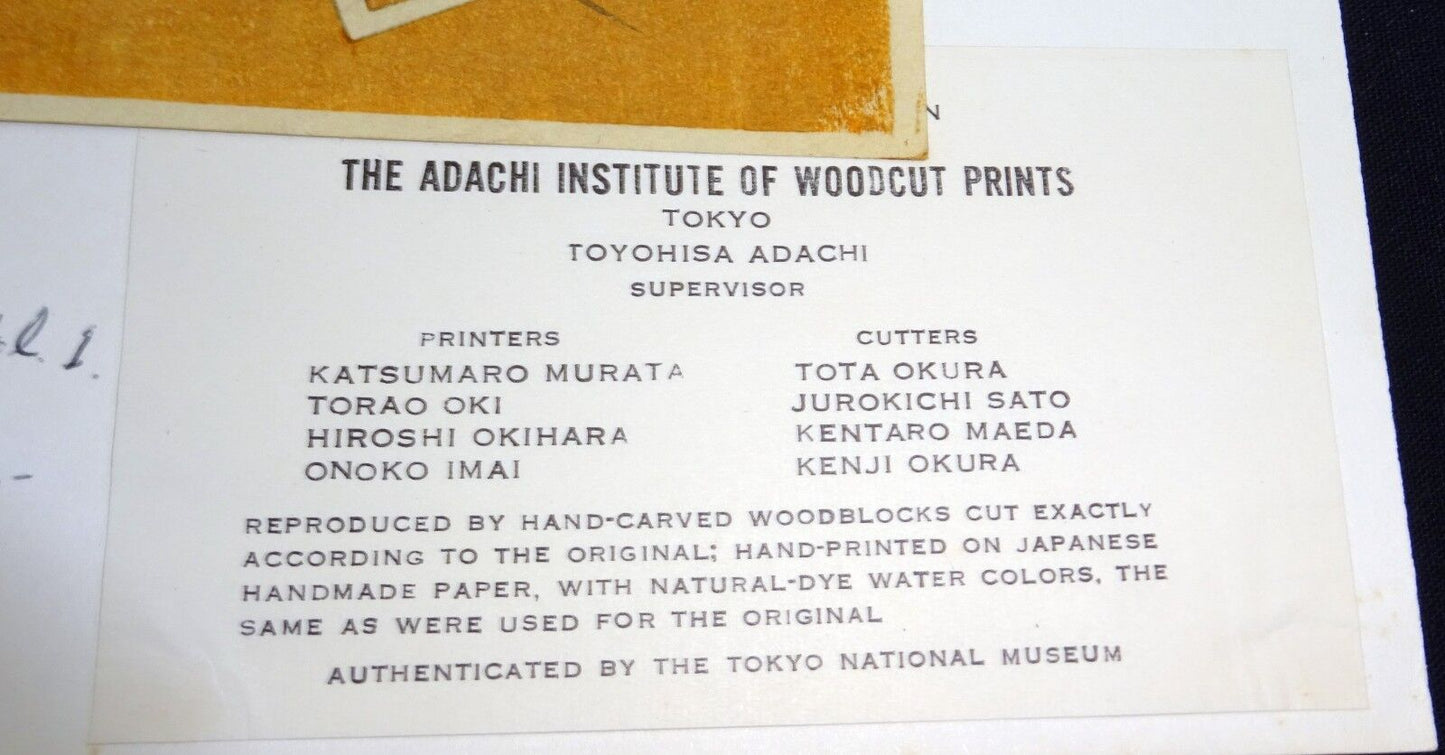 THE ADACHI INSTITUTE OF WOODCUT PRINTS
TOKYO
TOYOHISA ADACHI
SUPERVISOR
PRINTERS
KATSUMARO MURATA
TORAO OKI
HIROSHI OKIHARA
ONOKO IMAI
CUTTERS
TOTA OKURA
JUROKICHI SATO
KENTARO MAEDA
KENJI OKURA
REPRODUCED BY HAND-CARVED WOODBLOCKS CUT EXACTLY
ACCORDING TO THE ORIGINAL; HAND-PRINTED ON JAPANESE
HANDMADE PAPER, WITH NATURAL-DYE WATER COLORS, THE
SAME AS WERE USED FOR THE ORIGINAL
AUTHENTICATED BY THE TOKYO NATIONAL MUSEUM